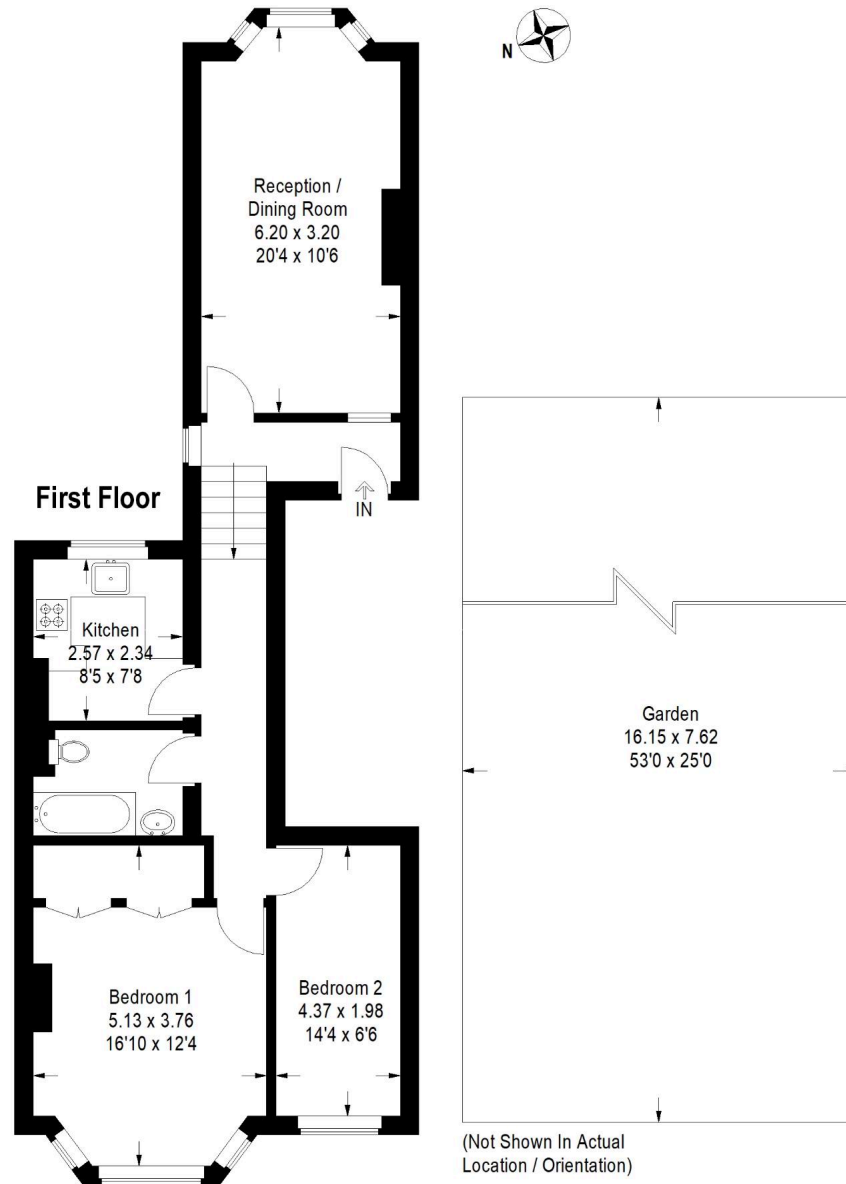 N
Reception /
Dining Room
6.20 x 3.20
20'4 x 10'6
IN
First Floor
Kitchen
2.57 x 2.34
8'5 x 7'8
Garden
16.15 x 7.62
53'0 x 25'0
Bedroom 1
5.13 x 3.76
16'10 x 12'4
Bedroom 2
4.37 x 1.98
14'4 x 6'6
(Not Shown In Actual
Location / Orientation)